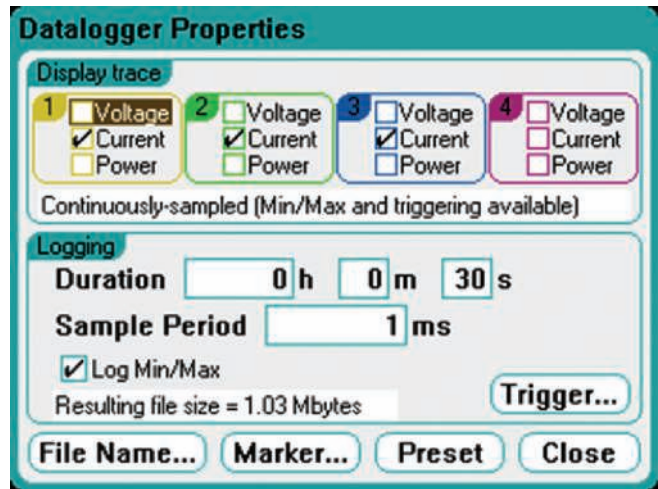 Datalogger Properties
Display trace
1 Voltage 2 Voltage 3 Voltage 4 Voltage
Current Current Current Current
Power Power Power Power
Continuously-sampled (Min/Max and triggering available)
Logging
Duration 0 h 0 m 30 s
Sample Period 1 ms
Log Min/Max
Resulting file size = 1.03 Mbytes
Trigger...
File Name... Marker... Preset Close